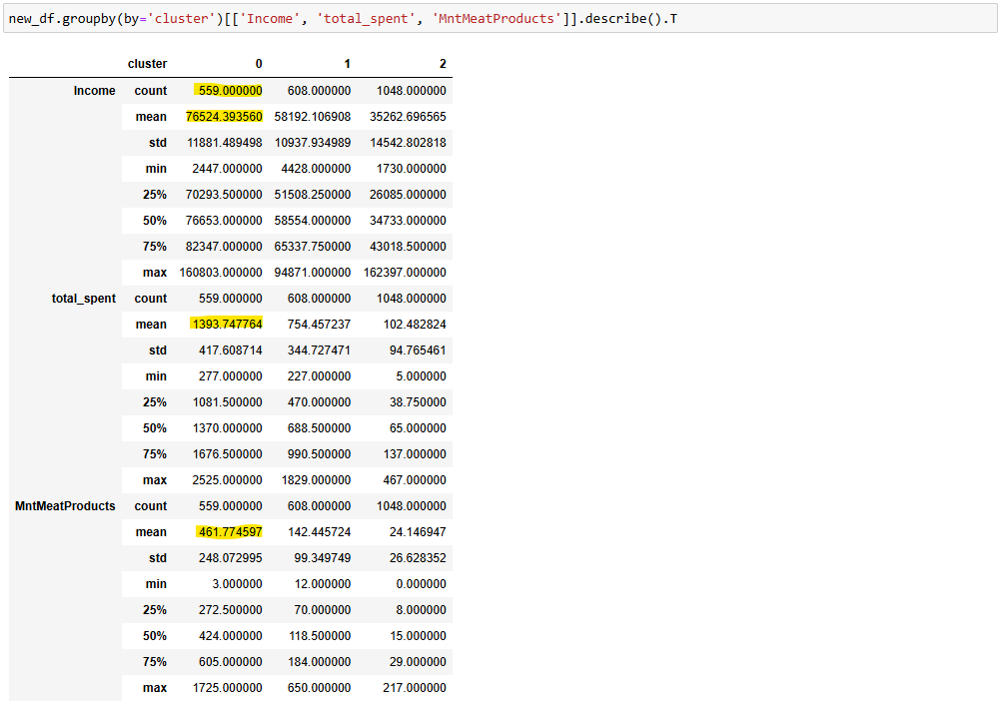 new_df.groupby(by='cluster')[['Income', 'total_spent', 'MntMeatProducts']].describe().T
cluster 0 1 2
Income count 559.000000 608.000000 1048.000000
mean 76524.393560 58192.106908 35262.696565
std 11881.489498 10937.934989 14542.802818
min 2447.000000 4428.000000 1730.000000
25% 70293.500000 51508.250000 26085.000000
50% 76653.000000 58554.000000 34733.000000
75% 82347.000000 65337.750000 43018.500000
max 160803.000000 94871.000000 162397.000000
total_spent count 559.000000 608.000000 1048.000000
mean 1393.747764 754.457237 102.482824
std 417.608714 344.727471 94.765461
min 277.000000 227.000000 5.000000
25% 1081.500000 470.000000 38.750000
50% 1370.000000 688.500000 65.000000
75% 1676.500000 990.500000 137.000000
max 2525.000000 1829.000000 467.000000
MntMeatProducts count 559.000000 608.000000 1048.000000
mean 461.774597 142.445724 24.146947
std 248.072995 99.349749 26.628352
min 3.000000 12.000000 0.000000
25% 272.500000 70.000000 8.000000
50% 424.000000 118.500000 15.000000
75% 605.000000 184.000000 29.000000
max 1725.000000 650.000000 217.000000